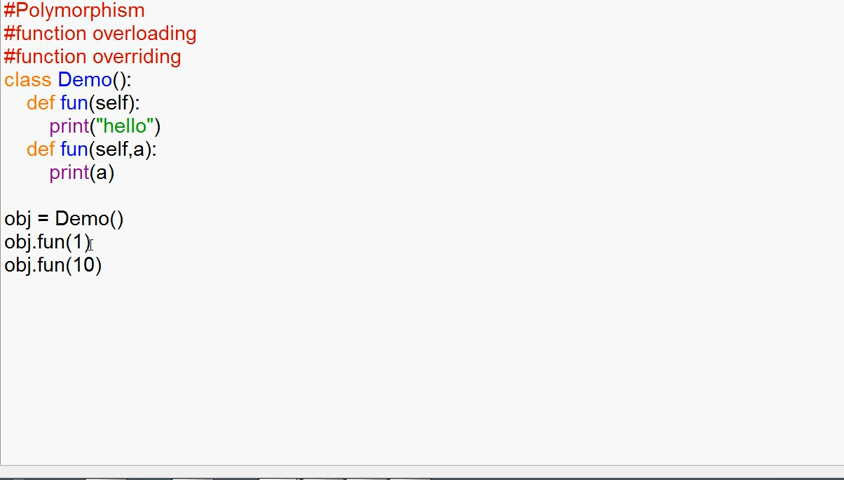 #Polymorphism
#function overloading
#function overriding
class Demo():
    def fun(self):
        print("hello")
    def fun(self,a):
        print(a)

obj = Demo()
obj.fun(1)
obj.fun(10)